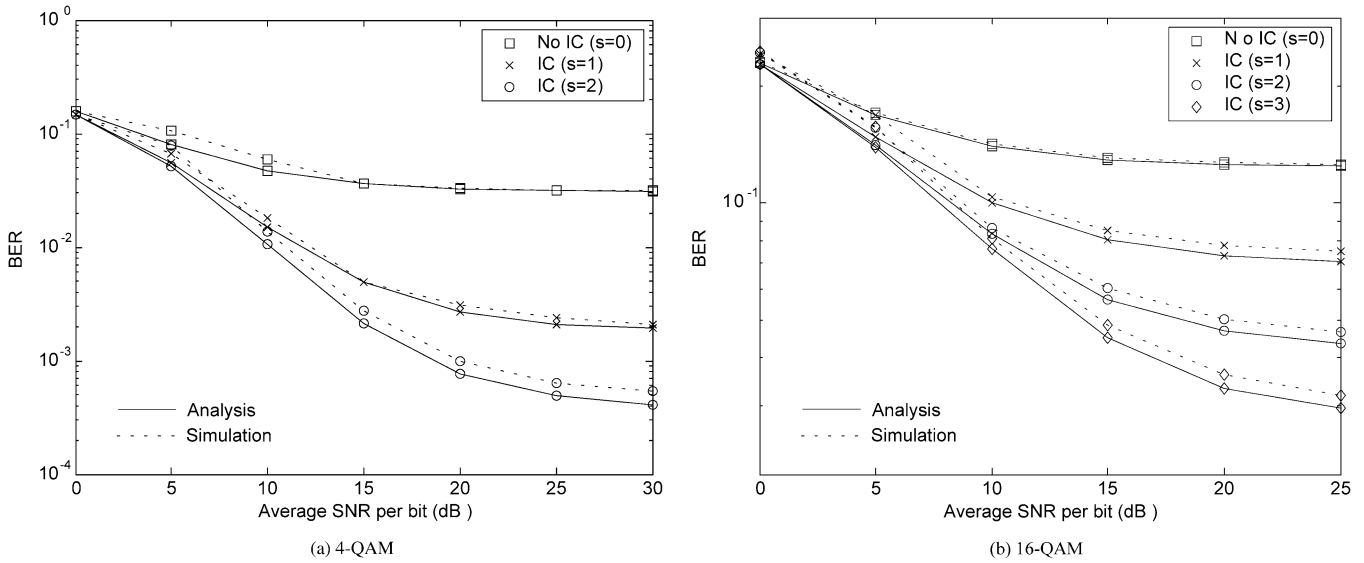 10^0
10^-1
10^-2
10^-3
10^-4
BER
No IC (s=0)
IC (s=1)
IC (s=2)
Analysis
Simulation
0 5 10 15 20 25 30
Average SNR per bit (dB )
(a) 4-QAM
10^-1
BER
N o IC (s=0)
IC (s=1)
IC (s=2)
IC (s=3)
Analysis
Simulation
0 5 10 15 20 25
Average SNR per bit (dB )
(b) 16-QAM